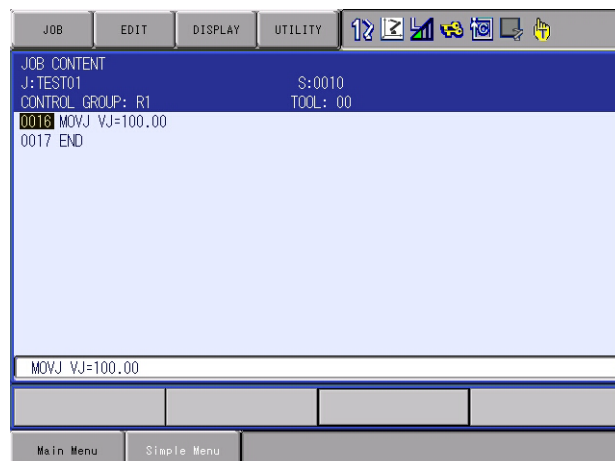 JOB EDIT DISPLAY UTILITY
JOB CONTENT
J:TEST01 S:0010
CONTROL GROUP: R1 TOOL: 00
0016 MOVJ VJ=100.00
0017 END
MOVJ VJ=100.00
Main Menu Simple Menu